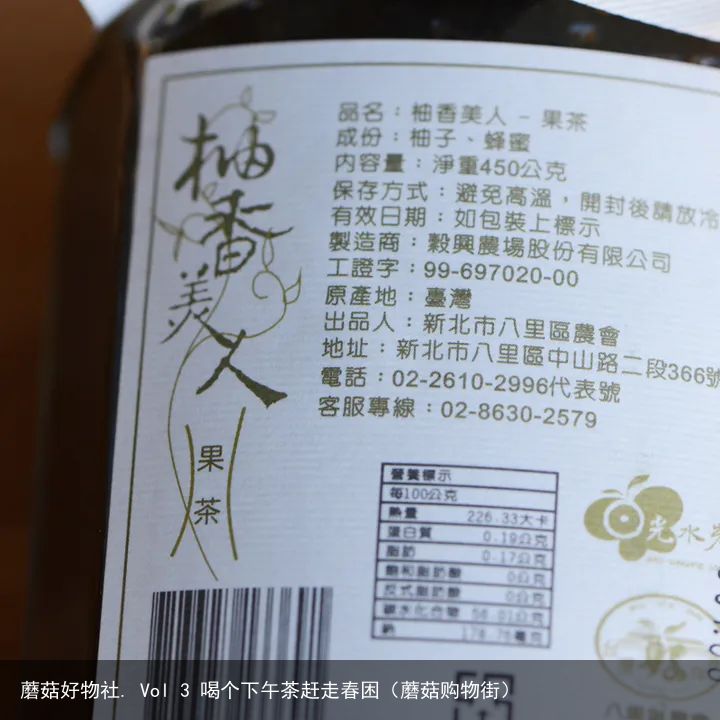 柚香美人
果茶
品名：柚香美人 - 果茶
成份：柚子、蜂蜜
內容量：淨重450公克
保存方式：避免高溫，開封後請放冷
有效日期：如包裝上標示
製造商：穀興農場股份有限公司
工證字：99-697020-00
原產地：臺灣
出品人：新北市八里區農會
地址：新北市八里區中山路二段366號
電話：02-2610-2996代表號
客服專線：02-8630-2579
營養標示
每100公克
熱量 226.33大卡
蛋白質 0.19公克
脂肪 0.17公克
飽和脂肪酸 0公克
反式脂肪酸 0公克
碳水化合物 56.01公克
鈉 178.75毫克
光水
蘑菇好物社. Vol 3 喝个下午茶赶走春困（蘑菇购物街）